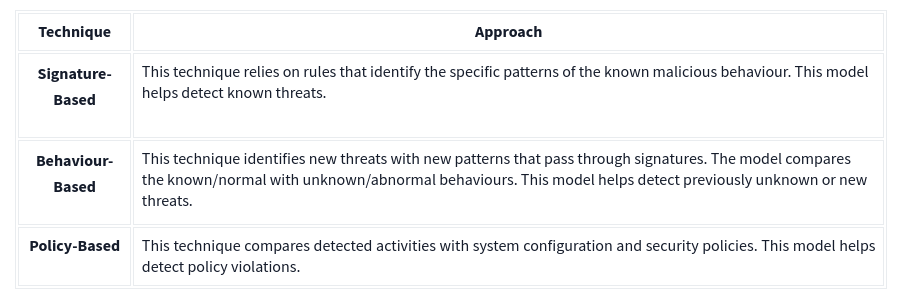 Technique Approach
Signature-Based
This technique relies on rules that identify the specific patterns of the known malicious behaviour. This model
helps detect known threats.
Behaviour-Based
This technique identifies new threats with new patterns that pass through signatures. The model compares
the known/normal with unknown/abnormal behaviours. This model helps detect previously unknown or new
threats.
Policy-Based
This technique compares detected activities with system configuration and security policies. This model helps
detect policy violations.